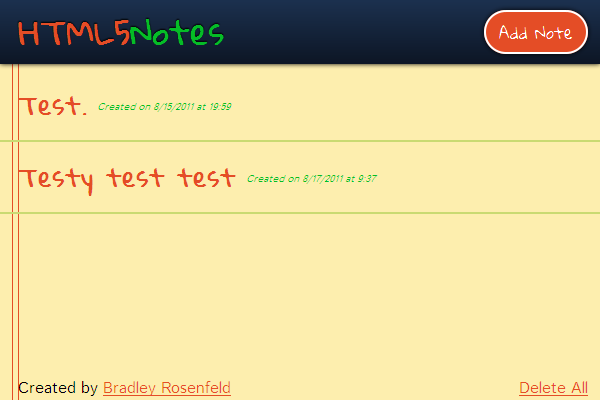 HTML5Notes Add Note
Test. Created on 8/15/2011 at 19:59
Testy test test Created on 8/17/2011 at 9:37
Created by Bradley Rosenfeld Delete All